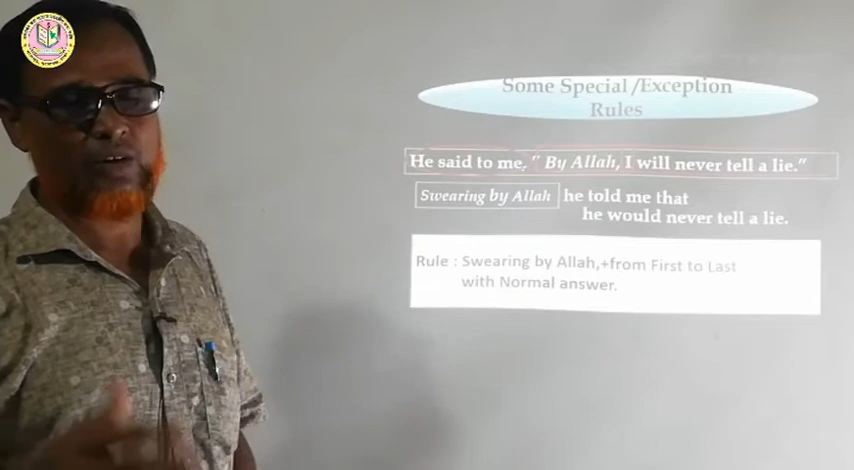 Some Special/Exception
Rules
He said to me, “ By Allah, I will never tell a lie.”
Swearing by Allah he told me that
he would never tell a lie.
Rule : Swearing by Allah,+from First to Last
with Normal answer.